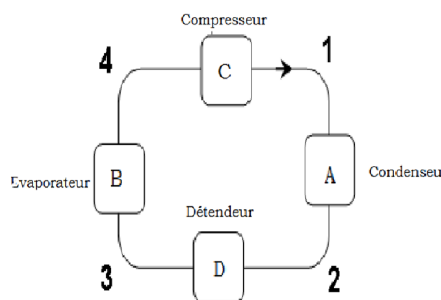 Compresseur
4
1
C
Evaporateur
B
A
Condenseu
Détendeur
3
D
2